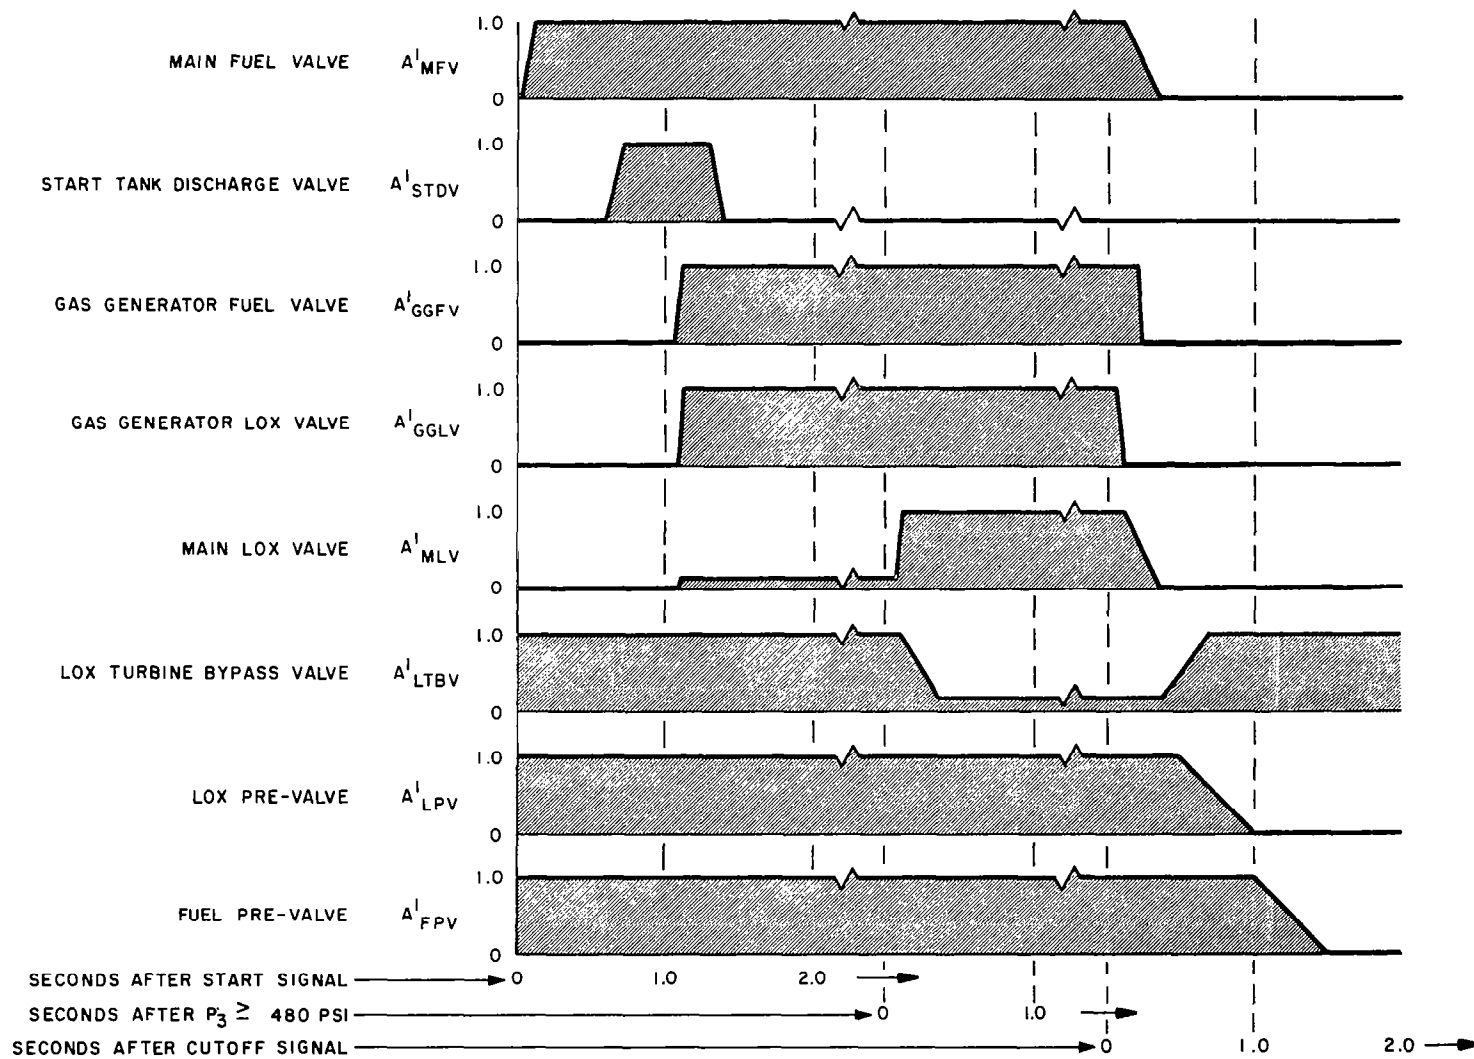 1.0
MAIN FUEL VALVE A'MFV
0
1.0
START TANK DISCHARGE VALVE A'STDV
0
1.0
GAS GENERATOR FUEL VALVE A'GGFV
0
1.0
GAS GENERATOR LOX VALVE A'GGLV
0
1.0
MAIN LOX VALVE A'MLV
0
1.0
LOX TURBINE BYPASS VALVE A'LTBV
0
1.0
LOX PRE-VALVE A'LPV
0
1.0
FUEL PRE-VALVE A'FPV
0
SECONDS AFTER START SIGNAL 0 1.0 2.0
SECONDS AFTER P3 ≥ 480 PSI 0 1.0
SECONDS AFTER CUTOFF SIGNAL 0 1.0 2.0